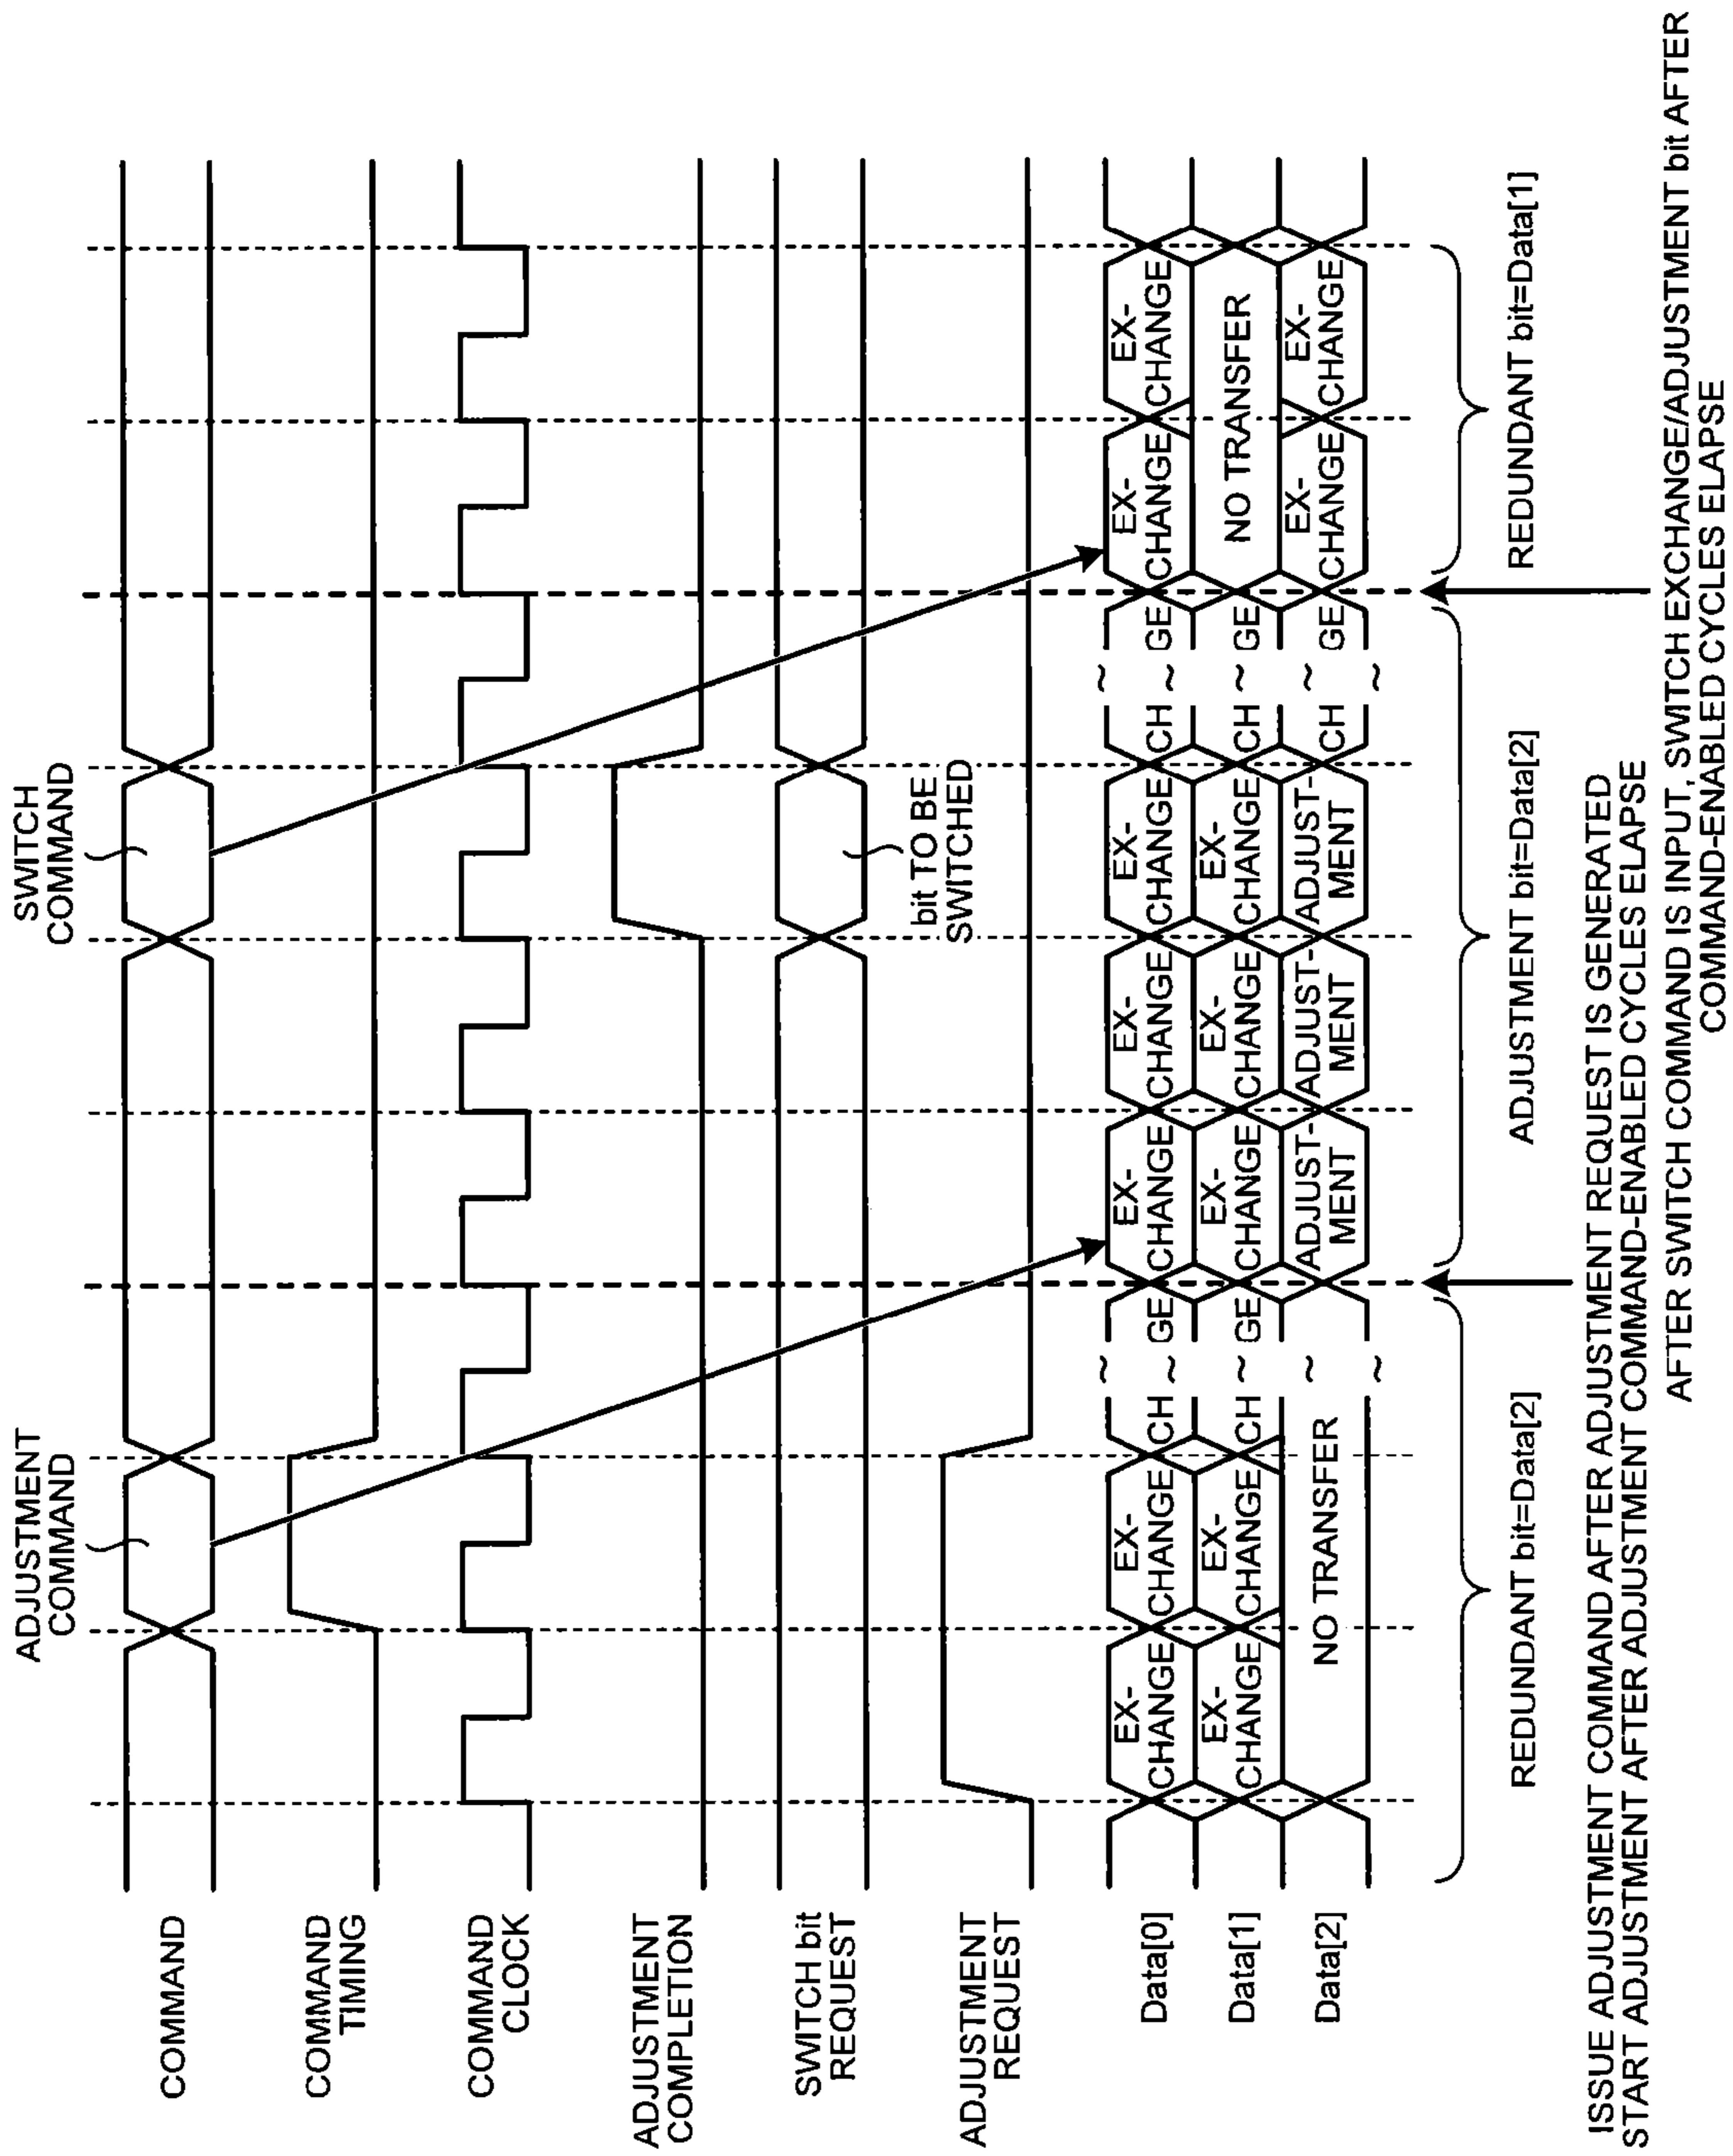 ADJUSTMENT
COMMAND
SWITCH
COMMAND
COMMAND
COMMAND
TIMING
COMMAND
CLOCK
ADJUSTMENT
COMPLETION
SWITCH bit
REQUEST
bit TO BE
SWITCHED
ADJUSTMENT
REQUEST
Data[0]
EX-
CHANGE
EX-
CHANGE
CH ~ GE
EX-
CHANGE
EX-
CHANGE
EX-
CHANGE
CH ~ GE
EX-
CHANGE
EX-
CHANGE
Data[1]
EX-
CHANGE
EX-
CHANGE
CH ~ GE
EX-
CHANGE
EX-
CHANGE
EX-
CHANGE
CH ~ GE
NO TRANSFER
Data[2]
NO TRANSFER
ADJUST-
MENT
ADJUST-
MENT
ADJUST-
MENT
CH ~ GE
EX-
CHANGE
EX-
CHANGE
REDUNDANT bit=Data[2]
ADJUSTMENT bit=Data[2]
REDUNDANT bit=Data[1]
ISSUE ADJUSTMENT COMMAND AFTER ADJUSTMENT REQUEST IS GENERATED
START ADJUSTMENT AFTER ADJUSTMENT COMMAND-ENABLED CYCLES ELAPSE
AFTER SWITCH COMMAND IS INPUT, SWITCH EXCHANGE/ADJUSTMENT bit AFTER
COMMAND-ENABLED CYCLES ELAPSE